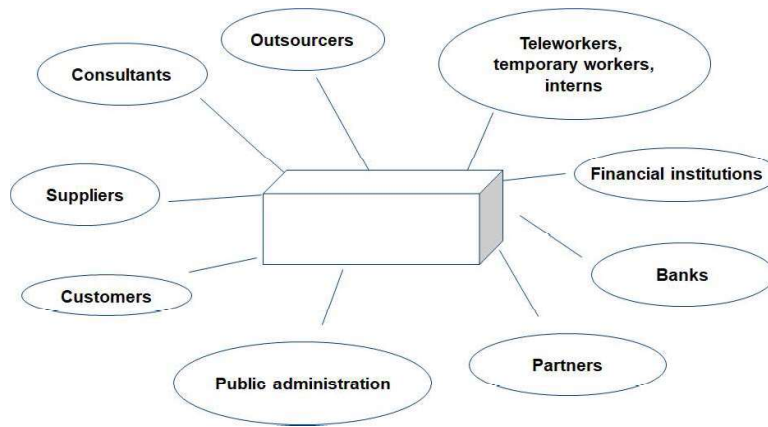 Outsourcers
Teleworkers,
temporary workers,
interns
Consultants
Suppliers
Financial institutions
Customers
Banks
Public administration
Partners